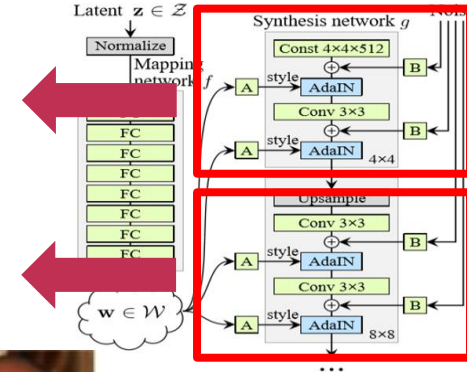 Latent z ∈ Z
Normalize
Mapping
network f
FC
FC
FC
FC
FC
FC
FC
w ∈ W
Synthesis network g
Const 4×4×512
B
A
style
AdaIN
Conv 3×3
B
A
style
AdaIN
4×4
Upsample
Conv 3×3
B
A
style
AdaIN
Conv 3×3
B
A
style
AdaIN
8×8
...